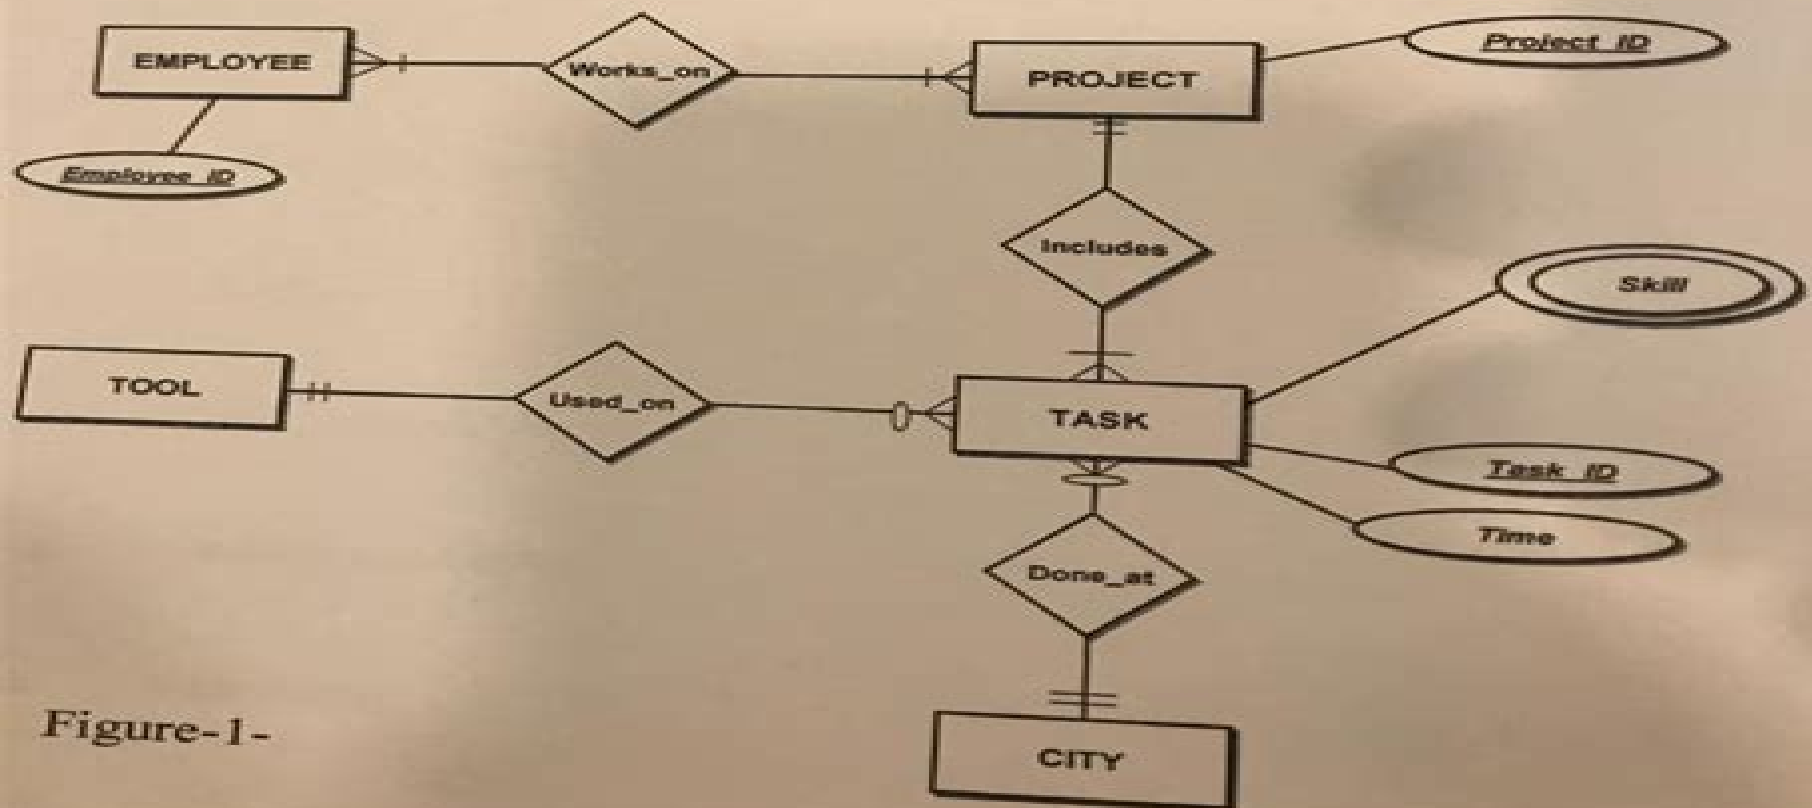 EMPLOYEE
Works_on
PROJECT
Project_ID
Employee_ID
Includes
Skill
TOOL
Used_on
TASK
Task_ID
Time
Done_at
CITY
Figure-1-